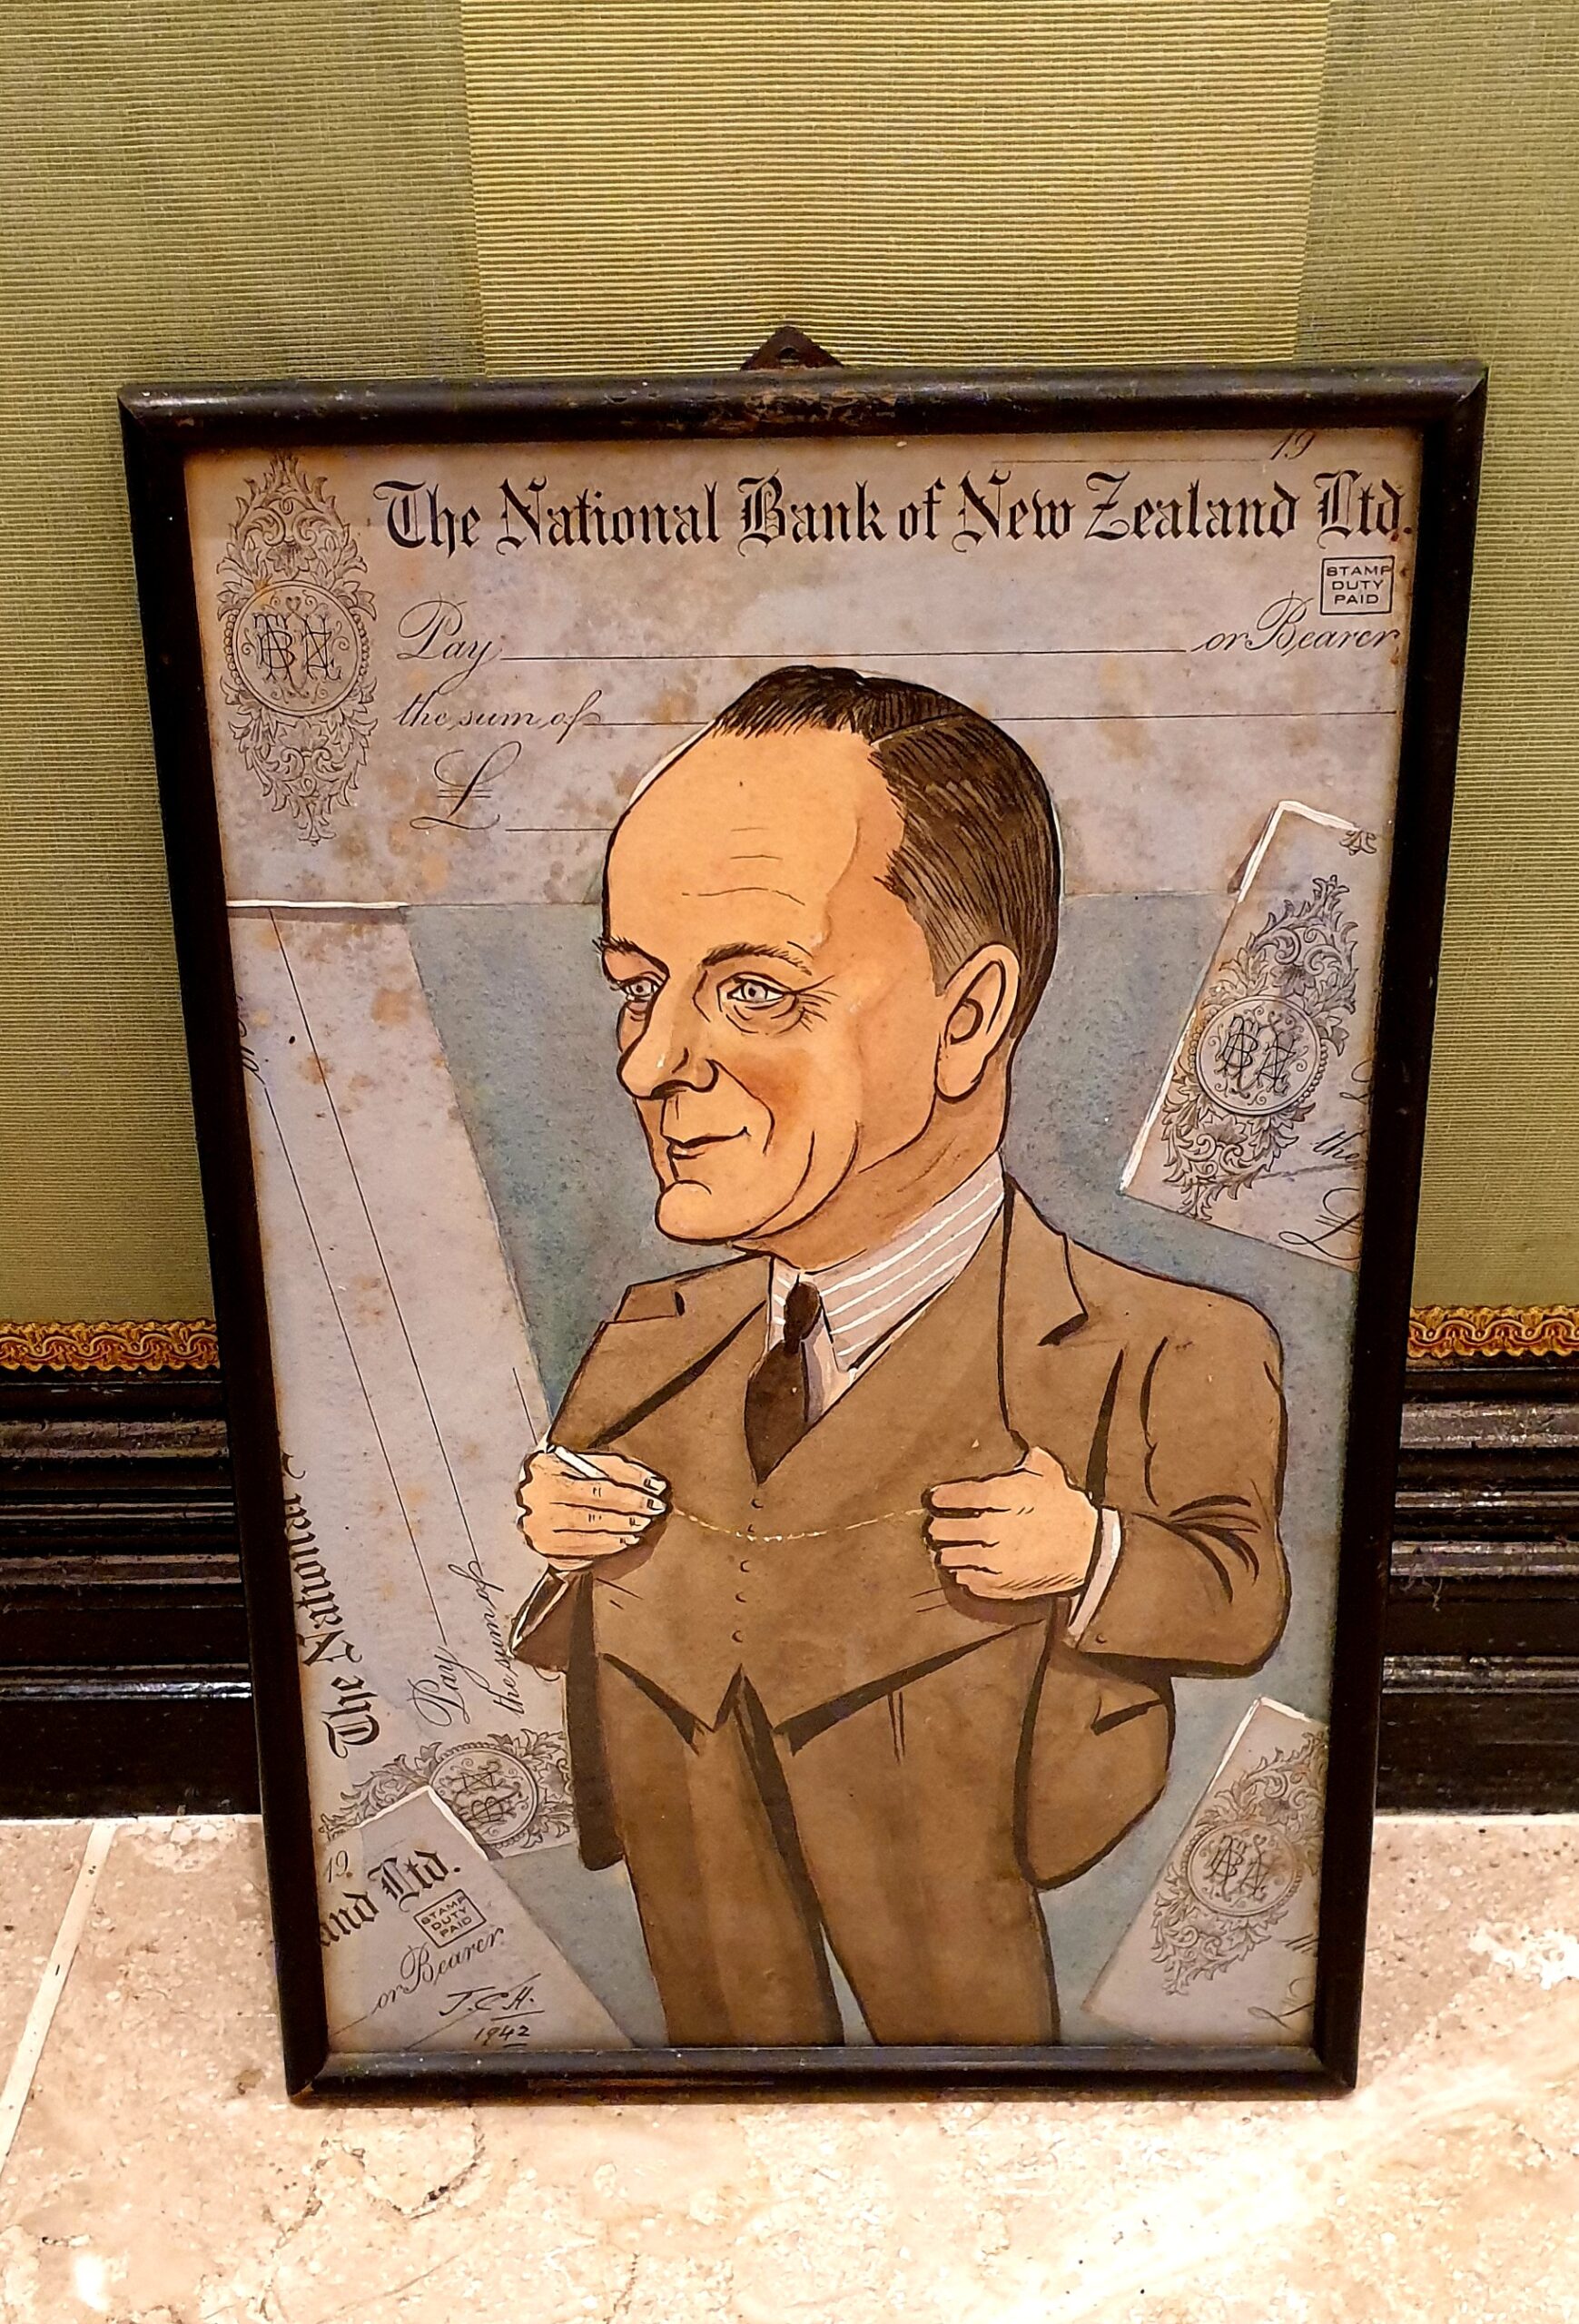 19
The National Bank of New Zealand Ltd.
STAMP
DUTY
PAID
Pay or Bearer
the sum of
£
the
£
The National
Pay
the sum of
19
and Ltd.
STAMP
DUTY
PAID
or Bearer
J.C.H.
1942